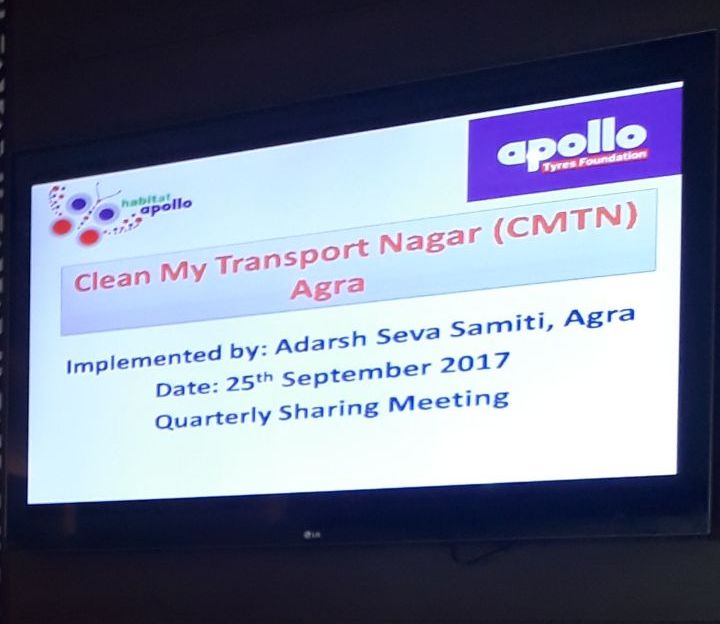 habitat
apollo
apollo
Tyres Foundation
Clean My Transport Nagar (CMTN)
Agra
Implemented by: Adarsh Seva Samiti, Agra
Date: 25th September 2017
Quarterly Sharing Meeting
LG